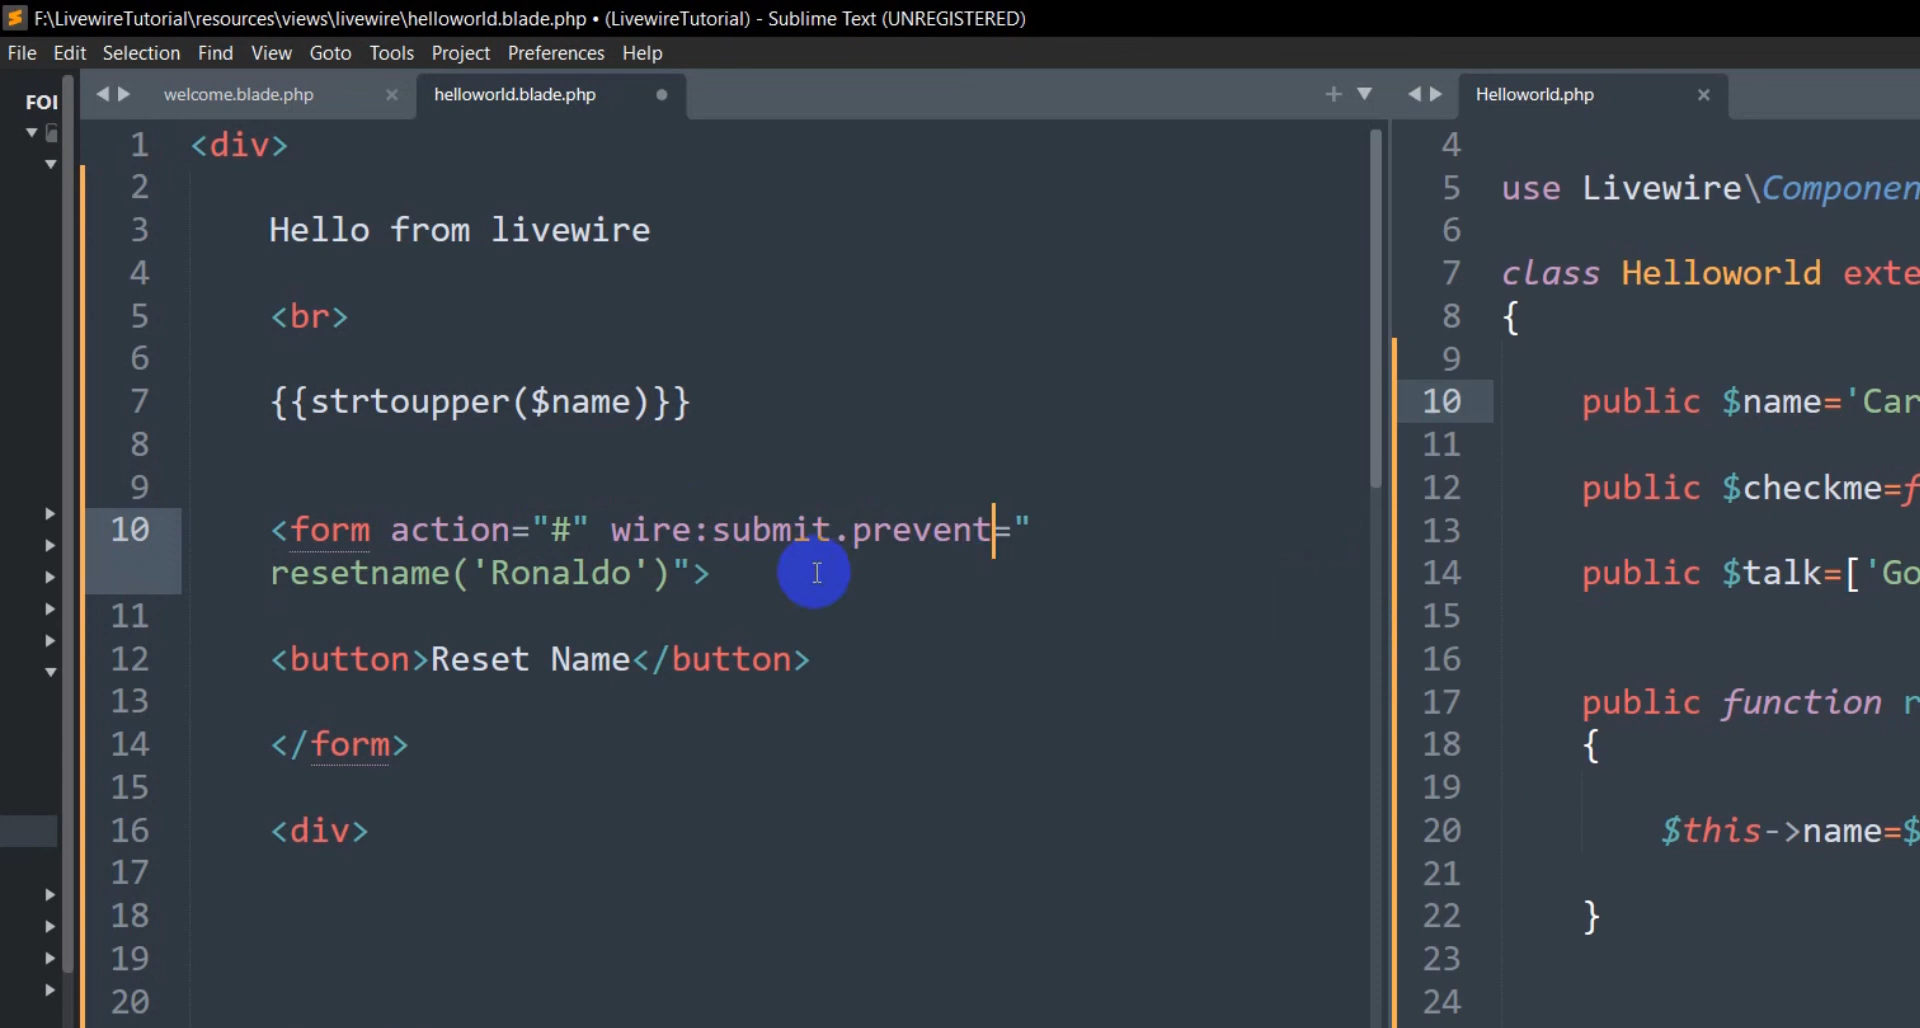 F:\LivewireTutorial\resources\views\livewire\helloworld.blade.php • (LivewireTutorial) - Sublime Text (UNREGISTERED)
File Edit Selection Find View Goto Tools Project Preferences Help
FOI
welcome.blade.php × helloworld.blade.php
1 <div>
2
3 Hello from livewire
4
5 <br>
6
7 {{strtoupper($name)}}
8
9
10 <form action="#" wire:submit.prevent="
resetname('Ronaldo')">
11
12 <button>Reset Name</button>
13
14 </form>
15
16 <div>
17
18
19
20
Helloworld.php ×
4
5 use Livewire\Componen
6
7 class Helloworld exte
8 {
9
10 public $name='Car
11
12 public $checkme=f
13
14 public $talk=['Go
15
16
17 public function r
18 {
19
20 $this->name=$
21
22 }
23
24